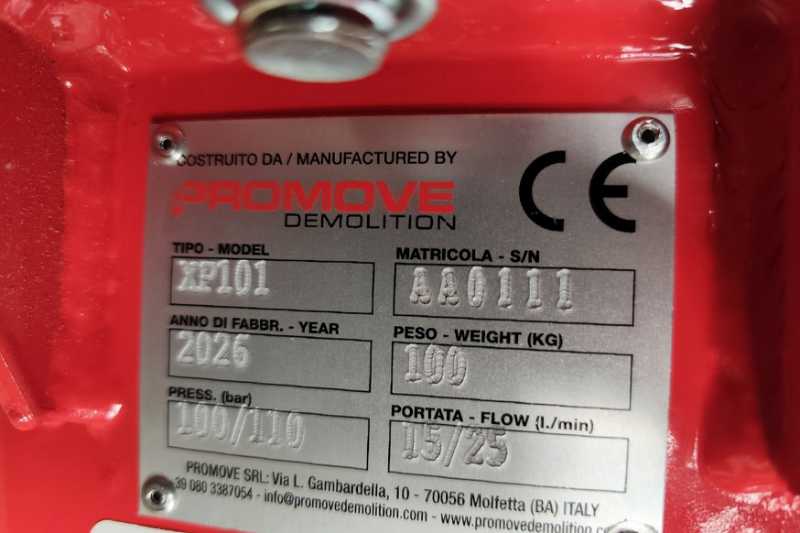 COSTRUITO DA / MANUFACTURED BY
PROMOVE
DEMOLITION
CE
TIPO - MODEL
XP101
MATRICOLA - S/N
AA0111
ANNO DI FABBR. - YEAR
2026
PESO - WEIGHT (KG)
100
PRESS. (bar)
100/110
PORTATA - FLOW (l./min)
15/25
PROMOVE SRL: Via L. Gambardella, 10 - 70056 Molfetta (BA) ITALY
39 080 3387054 - info@promovedemolition.com - www.promovedemolition.co